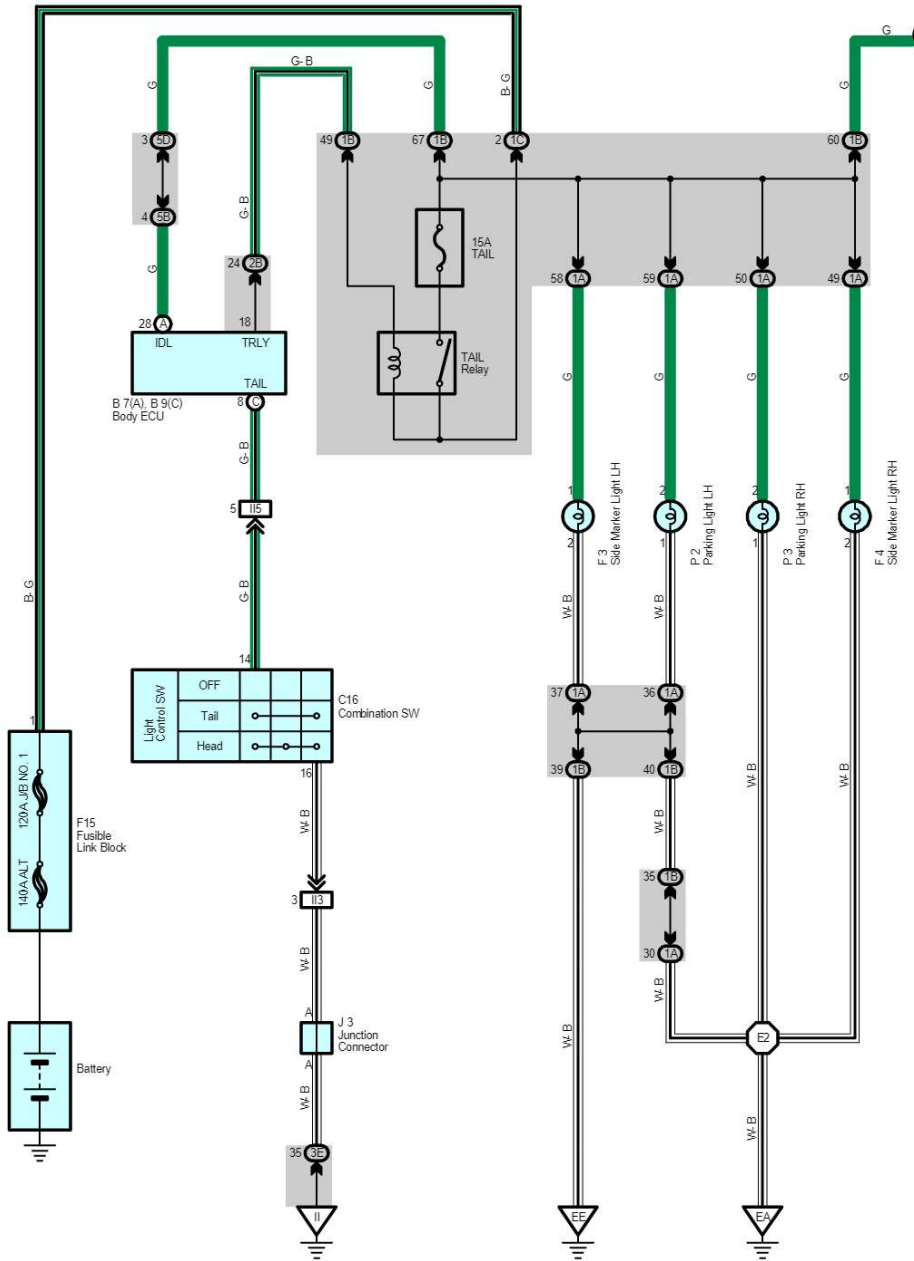 G
G- B
G
G- B
G
G
B- G
G
3 5D
49 1B
67 1B
2 1C
60 1B
4 5B
G
24 2B
15A
TAIL
58 1A
59 1A
50 1A
49 1A
28 A
18
IDL
TRLY
TAIL
TAIL
Relay
B 7(A), B 9(C)
Body ECU
8 C
G
G
G
G
G- B
5 II5
1
2
2
1
F 3
Side Marker Light LH
P 2
Parking Light LH
P 3
Parking Light RH
F 4
Side Marker Light RH
2
1
1
2
B- G
G- B
W- B
W- B
14
Light
Control SW
OFF
Tail
Head
C16
Combination SW
37 1A
36 1A
1
16
39 1B
40 1B
120A J/B NO. 1
140A ALT
F15
Fusible
Link Block
W- B
W- B
W- B
W- B
3 II3
35 1B
30 1A
W- B
W- B
A
J 3
Junction
Connector
A
E2
W- B
Battery
W- B
W- B
35 3E
II
EE
EA